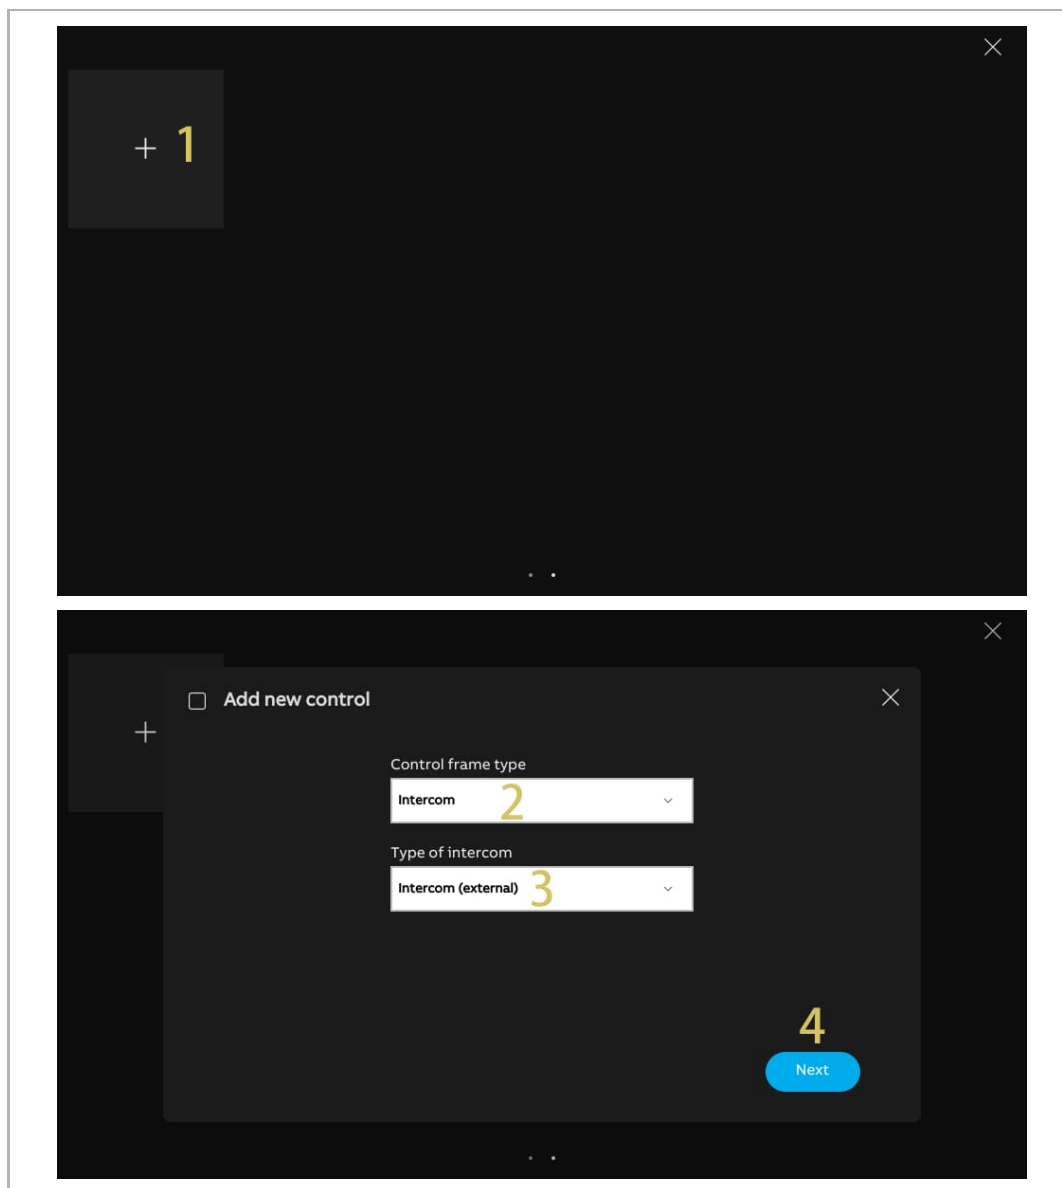 + 1
Add new control
+
Control frame type
Intercom 2
Type of intercom
Intercom (external) 3
4
Next